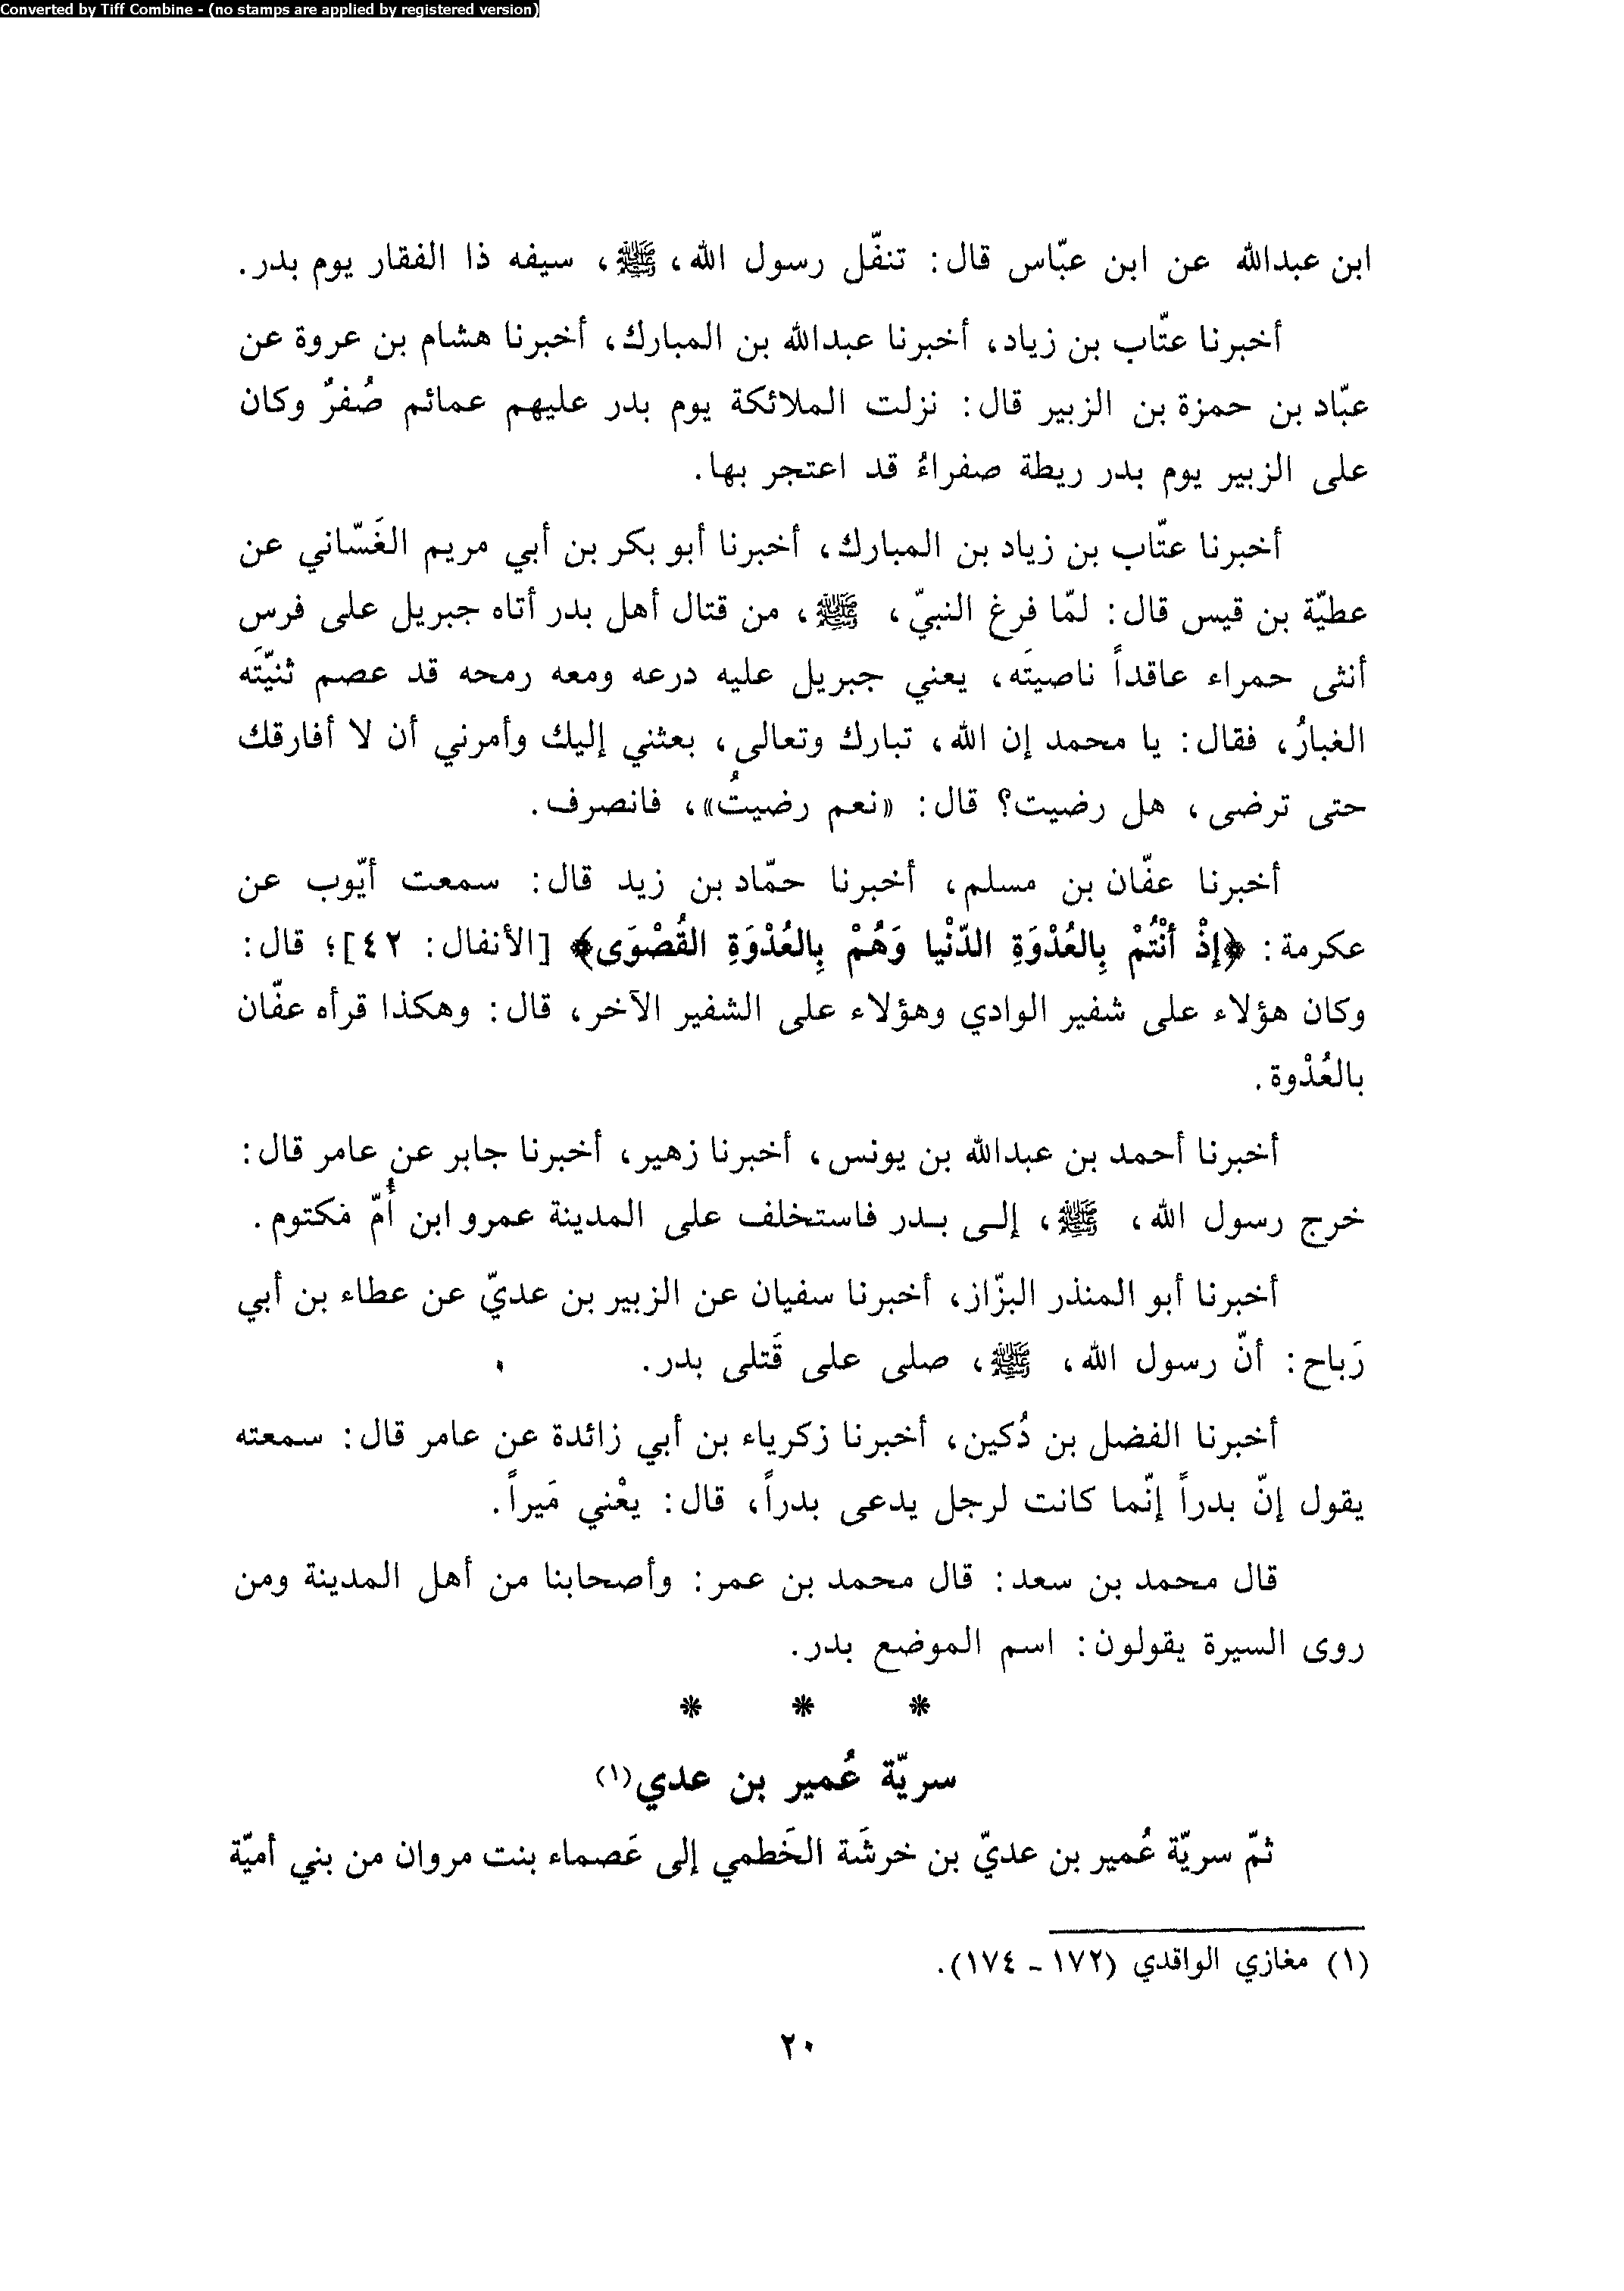 Converted by Tiff Combine - (no stamps are applied by registered version)
ابن عبدالله عن ابن عبّاس قال: تنفّل رسول الله، ﷺ، سيفه ذا الفقار يوم بدر.
أخبرنا عتّاب بن زياد، أخبرنا عبدالله بن المبارك، أخبرنا هشام بن عروة عن
عبّاد بن حمزة بن الزبير قال: نزلت الملائكة يوم بدر عليهم عمائم صُفرٌ وكان
على الزبير يوم بدر ريطة صفراءُ قد اعتجر بها.
أخبرنا عتّاب بن زياد بن المبارك، أخبرنا أبو بكر بن أبي مريم الغَسّاني عن
عطيّة بن قيس قال: لمّا فرغ النبيّ، ﷺ، من قتال أهل بدر أتاه جبريل على فرس
أنثى حمراء عاقداً ناصيتَه، يعني جبريل عليه درعه ومعه رمحه قد عصم ثنيّتَه
الغبارُ، فقال: يا محمد إن الله، تبارك وتعالى، بعثني إليك وأمرني أن لا أفارقك
حتى ترضى، هل رضيت؟ قال: «نعم رضيتُ»، فانصرف.
أخبرنا عفّان بن مسلم، أخبرنا حمّاد بن زيد قال: سمعت أيّوب عن
عكرمة: ﴿إذْ أنْتُمْ بِالعُدْوَةِ الدّنْيا وَهُمْ بِالعُدْوَةِ القُصْوَى﴾ [الأنفال: ٤٢]؛ قال:
وكان هؤلاء على شفير الوادي وهؤلاء على الشفير الآخر، قال: وهكذا قرأه عفّان
بالعُدْوة.
أخبرنا أحمد بن عبدالله بن يونس، أخبرنا زهير، أخبرنا جابر عن عامر قال:
خرج رسول الله، ﷺ، إلى بدر فاستخلف على المدينة عمرو ابن أُمّ مَكتوم.
أخبرنا أبو المنذر البزّاز، أخبرنا سفيان عن الزبير بن عديّ عن عطاء بن أبي
رَباح: أنّ رسول الله، ﷺ، صلى على قَتلى بدر.
أخبرنا الفضل بن دُكين، أخبرنا زكرياء بن أبي زائدة عن عامر قال: سمعته
يقول إنّ بدراً إنّما كانت لرجل يدعى بدراً، قال: يعْني مَيراً.
قال محمد بن سعد: قال محمد بن عمر: وأصحابنا من أهل المدينة ومن
روى السيرة يقولون: اسم الموضع بدر.
* * *
سريّة عُمير بن عدي(١)
ثمّ سريّة عُمير بن عديّ بن خرشَة الخَطمي إلى عَصماء بنت مروان من بني أميّة
(١) مغازي الواقدي (١٧٢ - ١٧٤).
٢٠